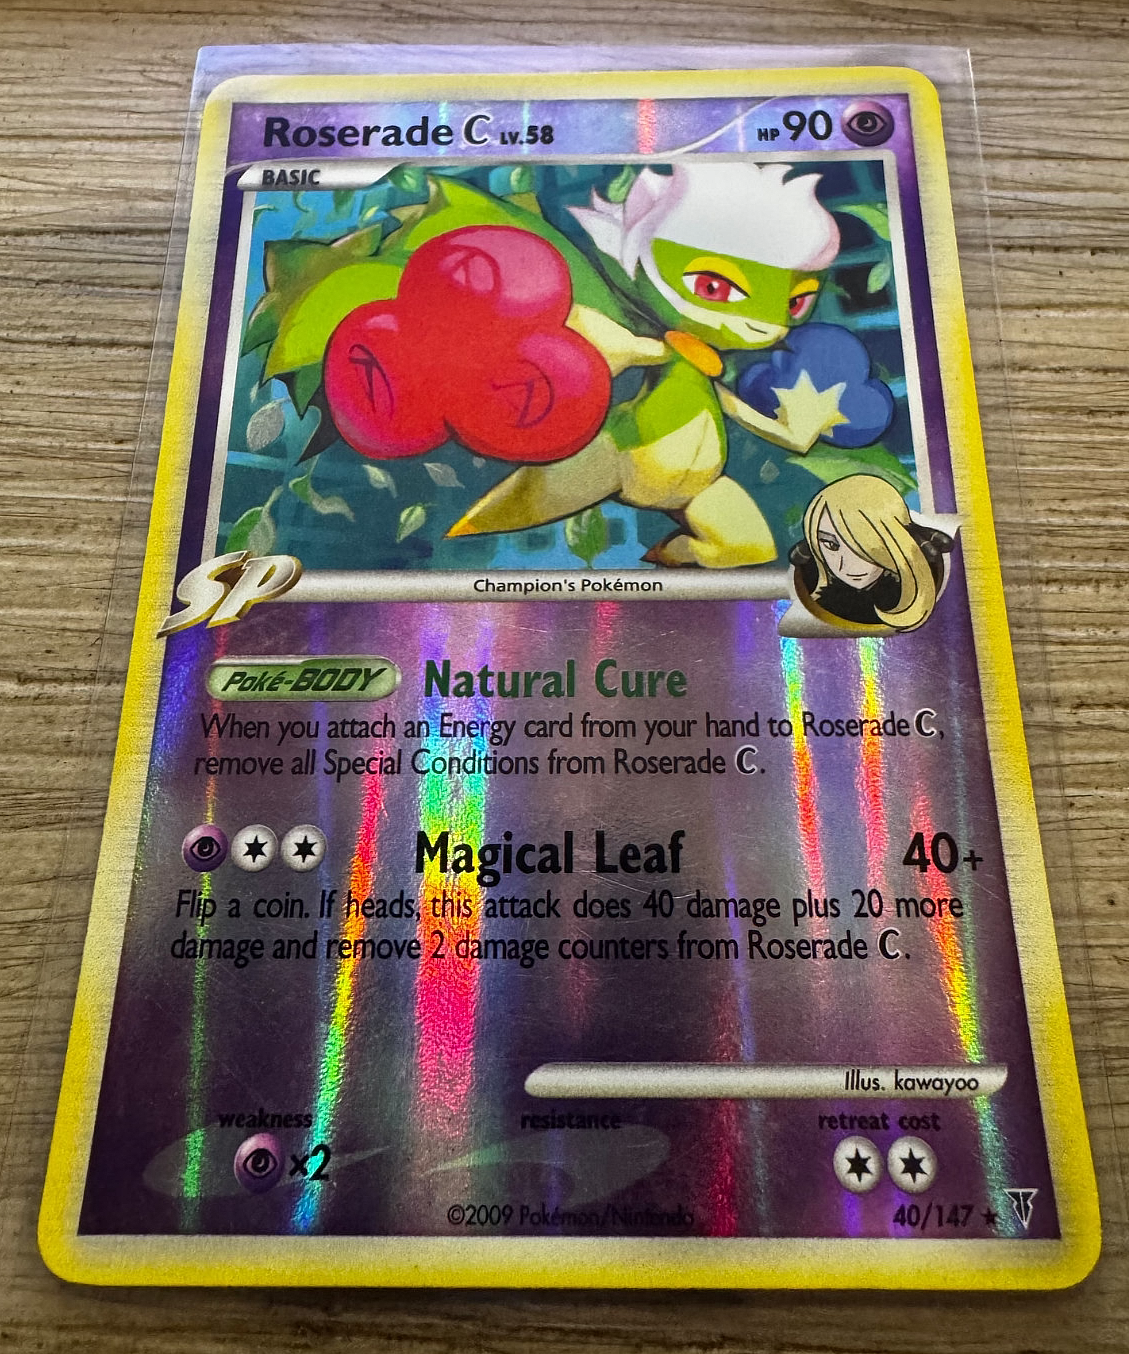 Roserade C LV.58
HP 90
BASIC
SP
Champion's Pokémon
Poké-BODY Natural Cure
When you attach an Energy card from your hand to Roserade C,
remove all Special Conditions from Roserade C.
Magical Leaf 40+
Flip a coin. If heads, this attack does 40 damage plus 20 more
damage and remove 2 damage counters from Roserade C.
Illus. kawayoo
weakness resistance retreat cost
×2
©2009 Pokémon/Nintendo 40/147 ★